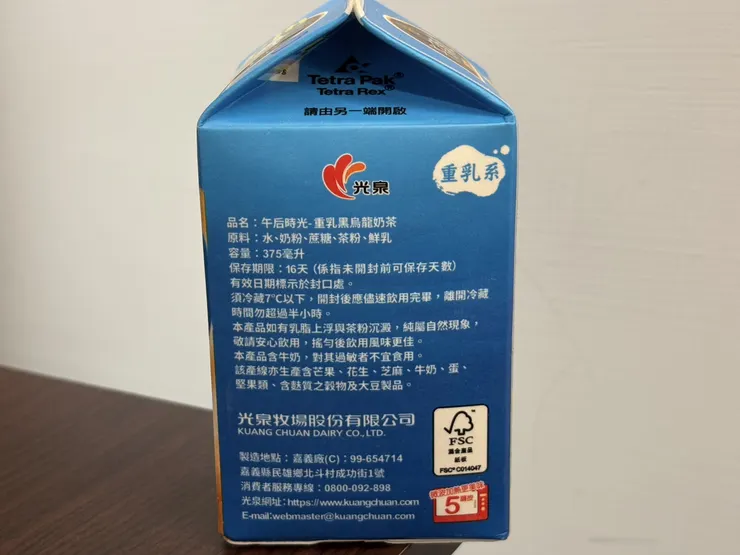 Tetra Pak®
Tetra Rex®
請由另一端開啟
光泉
重乳系
品名：午后時光-重乳黑烏龍奶茶
原料：水、奶粉、蔗糖、茶粉、鮮乳
容量：375毫升
保存期限：16天 (係指未開封前可保存天數)
有效日期標示於封口處。
須冷藏7℃以下，開封後應儘速飲用完畢，離開冷藏
時間勿超過半小時。
本產品如有乳脂上浮與茶粉沉澱，純屬自然現象，
敬請安心飲用，搖勻後飲用風味更佳。
本產品含牛奶，對其過敏者不宜食用。
該產線亦生產含芒果、花生、芝麻、牛奶、蛋、
堅果類、含麩質之穀物及大豆製品。
光泉牧場股份有限公司
KUANG CHUAN DAIRY CO.,LTD.
製造地點：嘉義廠(C)：99-654714
嘉義縣民雄鄉北斗村成功街1號
消費者服務專線：0800-092-898
光泉網址：https://www.kuangchuan.com
E-mail:webmaster@kuangchuan.com
FSC
混合產品
紙板
FSC® C014047
5